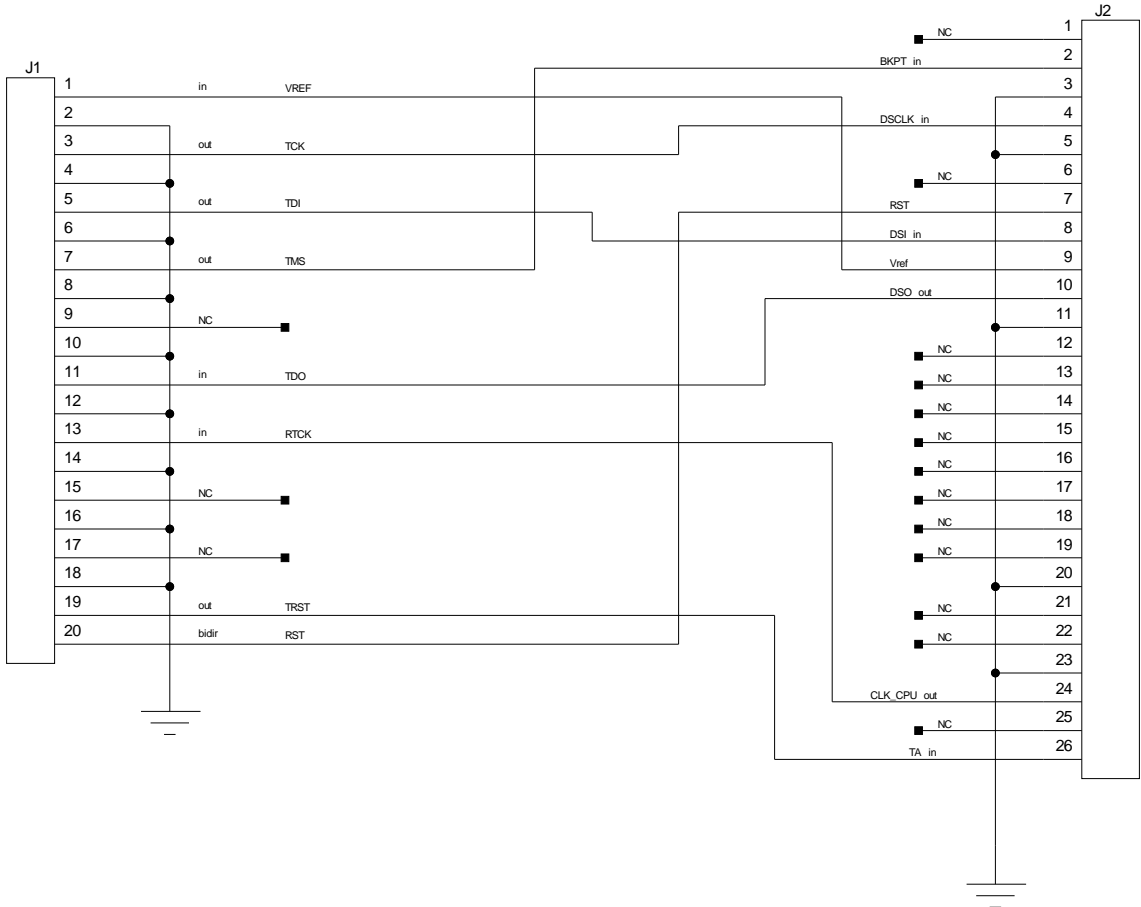 J1
1
in VREF
2
3
out TCK
4
5
out TDI
6
7
out TMS
8
9
NC
10
11
in TDO
12
13
in RTCK
14
15
NC
16
17
NC
18
19
out TRST
20
bidir RST
J2
NC 1
BKPT in 2
3
DSCLK in 4
5
NC 6
RST 7
DSI in 8
Vref 9
DSO out 10
11
NC 12
NC 13
NC 14
NC 15
NC 16
NC 17
NC 18
NC 19
20
NC 21
NC 22
23
CLK_CPU out 24
NC 25
TA in 26